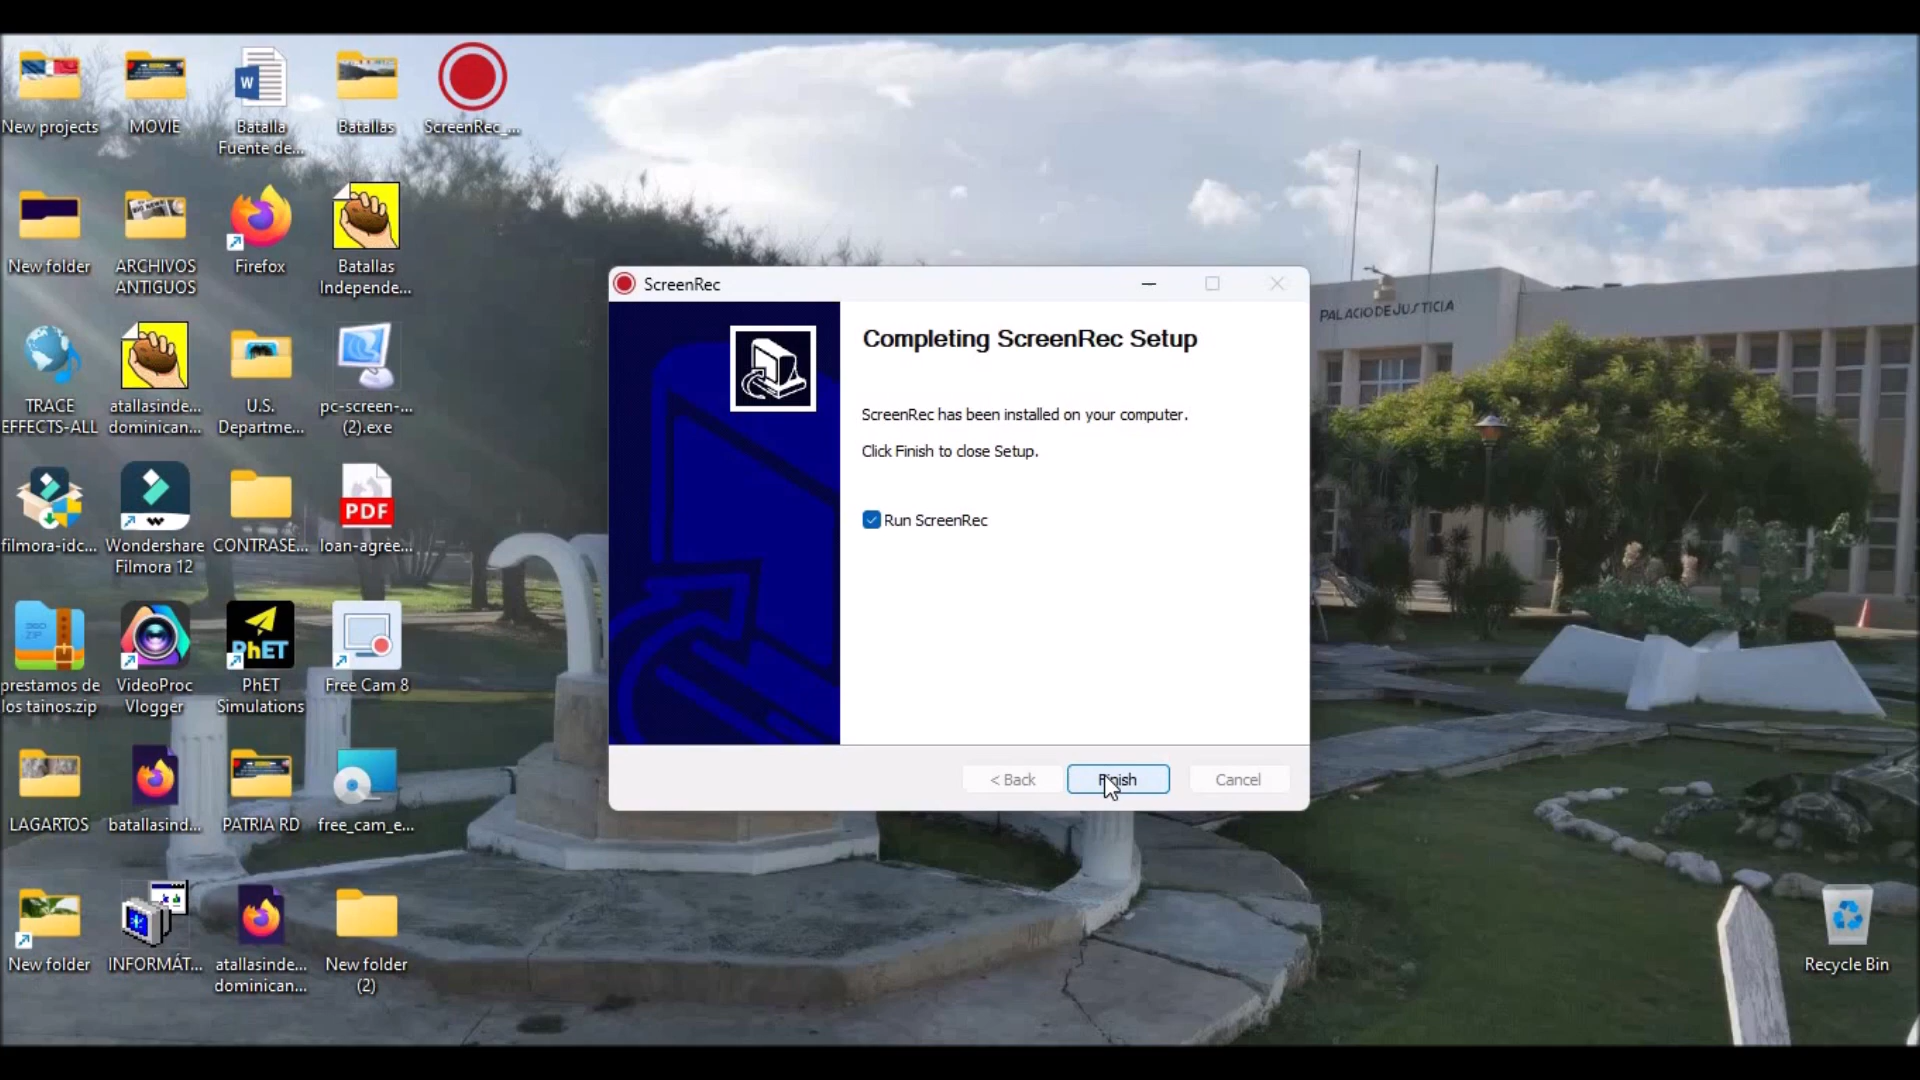 New projects
MOVIE
Batalla
Fuente de...
Batallas
ScreenRec_...
New folder
ARCHIVOS
ANTIGUOS
Firefox
Batallas
Independe...
TRACE
EFFECTS-ALL
atallasinde...
dominican...
U.S.
Departme...
pc-screen-...
(2).exe
filmora-idc...
Wondershare
Filmora 12
CONTRASE...
PDF
loan-agree...
prestamos de
los tainos.zip
VideoProc
Vlogger
PhET
PhET
Simulations
Free Cam 8
LAGARTOS
batallasind...
PATRIA RD
free_cam_e...
New folder
INFORMÁT...
atallasinde...
dominican...
New folder
(2)
ScreenRec
Completing ScreenRec Setup
ScreenRec has been installed on your computer.
Click Finish to close Setup.
Run ScreenRec
< Back
Finish
Cancel
PALACIO DE JUSTICIA
Recycle Bin